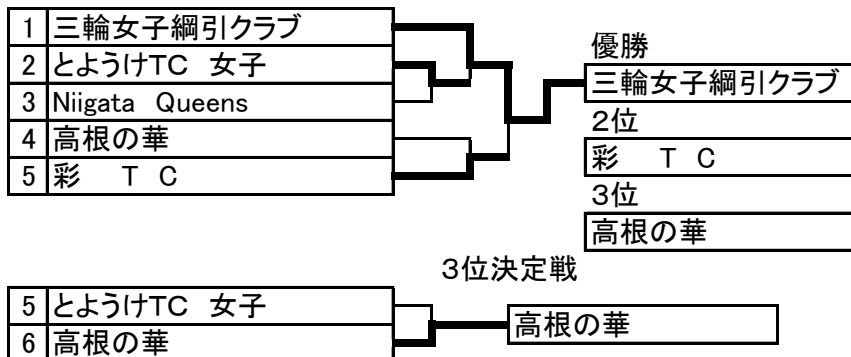 1 三輪女子綱引クラブ
2 とようけTC 女子
3 Niigata Queens
4 高根の華
5 彩 T C
優勝
三輪女子綱引クラブ
2位
彩 T C
3位
高根の華
3位決定戦
5 とようけTC 女子
6 高根の華
高根の華